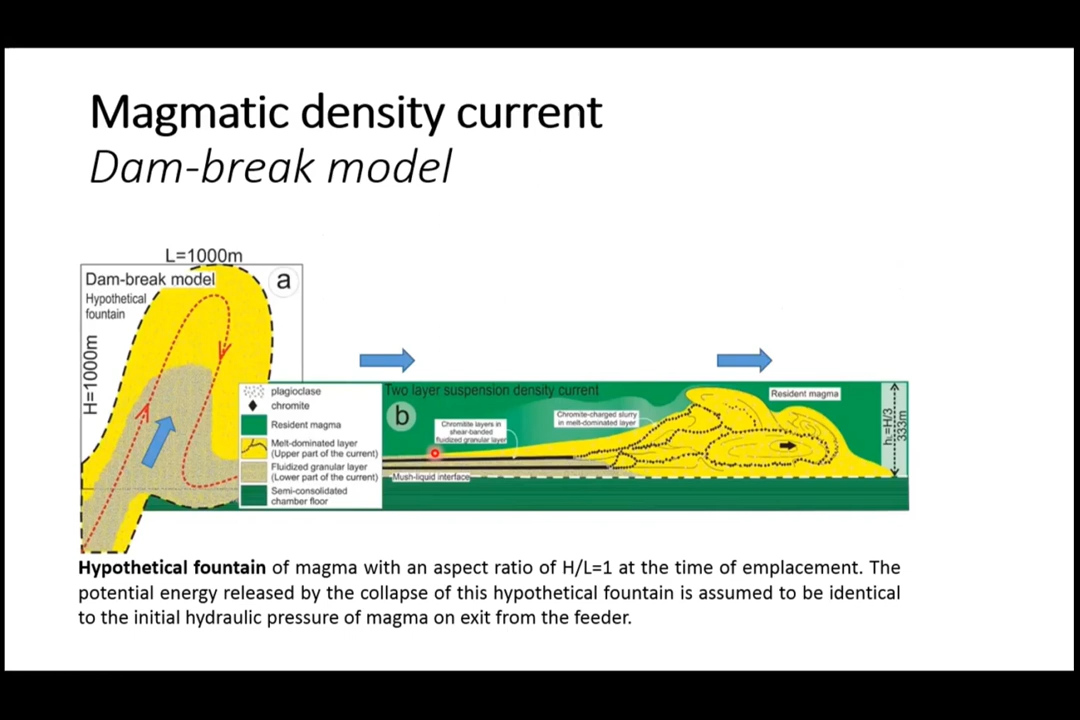 Magmatic density current
Dam-break model
L=1000m
Dam-break model
a
Hypothetical
fountain
H=1000m
plagioclase
chromite
Resident magma
Melt-dominated layer
(Upper part of the current)
Fluidized granular layer
(Lower part of the current)
Semi-consolidated
chamber floor
Two layer suspension density current
b
Chromitite layers in
shear-banded
fluidized granular layer
Chromite-charged slurry
in melt-dominated layer
Resident magma
Mush-liquid interface
h₀=H/3
333m
Hypothetical fountain of magma with an aspect ratio of H/L=1 at the time of emplacement. The
potential energy released by the collapse of this hypothetical fountain is assumed to be identical
to the initial hydraulic pressure of magma on exit from the feeder.